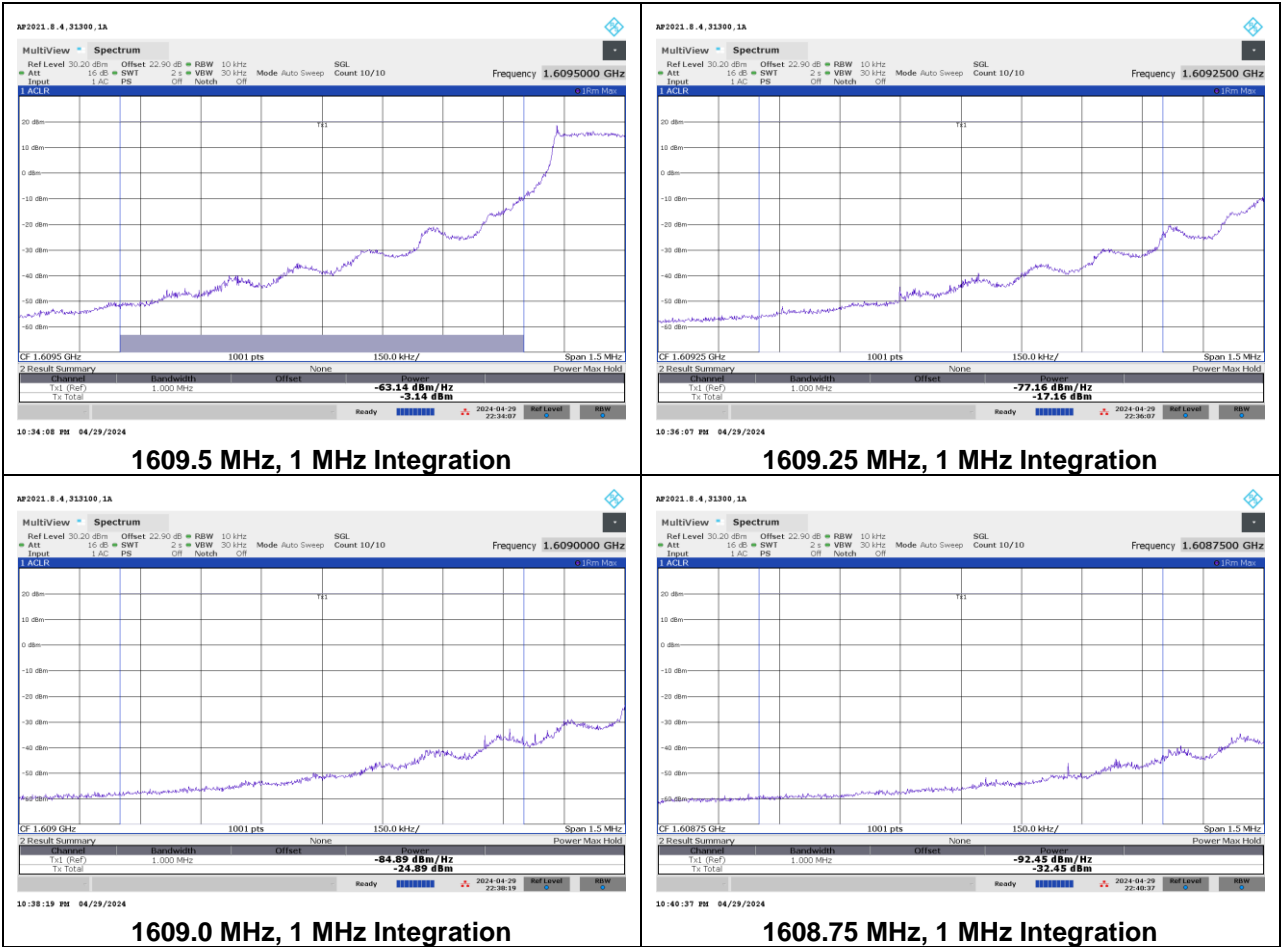 AP2021.8.4,31300,1A
MultiView Spectrum
Ref Level 30.20 dBm Offset 22.90 dB RBW 10 kHz SGL
Att 16 dB SWT 2 s VBW 30 kHz Mode Auto Sweep Count 10/10 Frequency 1.6095000 GHz
Input 1 AC PS Off Notch Off
1 ACLR 1Rm Max
Tx1
20 dBm
10 dBm
0 dBm
-10 dBm
-20 dBm
-30 dBm
-40 dBm
-50 dBm
-60 dBm
CF 1.6095 GHz 1001 pts 150.0 kHz/ Span 1.5 MHz
2 Result Summary None Power Max Hold
Channel Bandwidth Offset Power
Tx1 (Ref) 1.000 MHz -63.14 dBm/Hz
Tx Total -3.14 dBm
Ready 2024-04-29 22:34:07 Ref Level RBW
10:34:08 PM 04/29/2024
1609.5 MHz, 1 MHz Integration
AP2021.8.4,31300,1A
MultiView Spectrum
Ref Level 30.20 dBm Offset 22.90 dB RBW 10 kHz SGL
Att 16 dB SWT 2 s VBW 30 kHz Mode Auto Sweep Count 10/10 Frequency 1.6092500 GHz
Input 1 AC PS Off Notch Off
1 ACLR 1Rm Max
Tx1
20 dBm
10 dBm
0 dBm
-10 dBm
-20 dBm
-30 dBm
-40 dBm
-50 dBm
-60 dBm
CF 1.60925 GHz 1001 pts 150.0 kHz/ Span 1.5 MHz
2 Result Summary None Power Max Hold
Channel Bandwidth Offset Power
Tx1 (Ref) 1.000 MHz -77.16 dBm/Hz
Tx Total -17.16 dBm
Ready 2024-04-29 22:36:07 Ref Level RBW
10:36:07 PM 04/29/2024
1609.25 MHz, 1 MHz Integration
AP2021.8.4,313100,1A
MultiView Spectrum
Ref Level 30.20 dBm Offset 22.90 dB RBW 10 kHz SGL
Att 16 dB SWT 2 s VBW 30 kHz Mode Auto Sweep Count 10/10 Frequency 1.6090000 GHz
Input 1 AC PS Off Notch Off
1 ACLR 1Rm Max
Tx1
20 dBm
10 dBm
0 dBm
-10 dBm
-20 dBm
-30 dBm
-40 dBm
-50 dBm
-60 dBm
CF 1.609 GHz 1001 pts 150.0 kHz/ Span 1.5 MHz
2 Result Summary None Power Max Hold
Channel Bandwidth Offset Power
Tx1 (Ref) 1.000 MHz -84.89 dBm/Hz
Tx Total -24.89 dBm
Ready 2024-04-29 22:38:19 Ref Level RBW
10:38:19 PM 04/29/2024
1609.0 MHz, 1 MHz Integration
AP2021.8.4,31300,1A
MultiView Spectrum
Ref Level 30.20 dBm Offset 22.90 dB RBW 10 kHz SGL
Att 16 dB SWT 2 s VBW 30 kHz Mode Auto Sweep Count 10/10 Frequency 1.6087500 GHz
Input 1 AC PS Off Notch Off
1 ACLR 1Rm Max
Tx1
20 dBm
10 dBm
0 dBm
-10 dBm
-20 dBm
-30 dBm
-40 dBm
-50 dBm
-60 dBm
CF 1.60875 GHz 1001 pts 150.0 kHz/ Span 1.5 MHz
2 Result Summary None Power Max Hold
Channel Bandwidth Offset Power
Tx1 (Ref) 1.000 MHz -92.45 dBm/Hz
Tx Total -32.45 dBm
Ready 2024-04-29 22:40:37 Ref Level RBW
10:40:37 PM 04/29/2024
1608.75 MHz, 1 MHz Integration